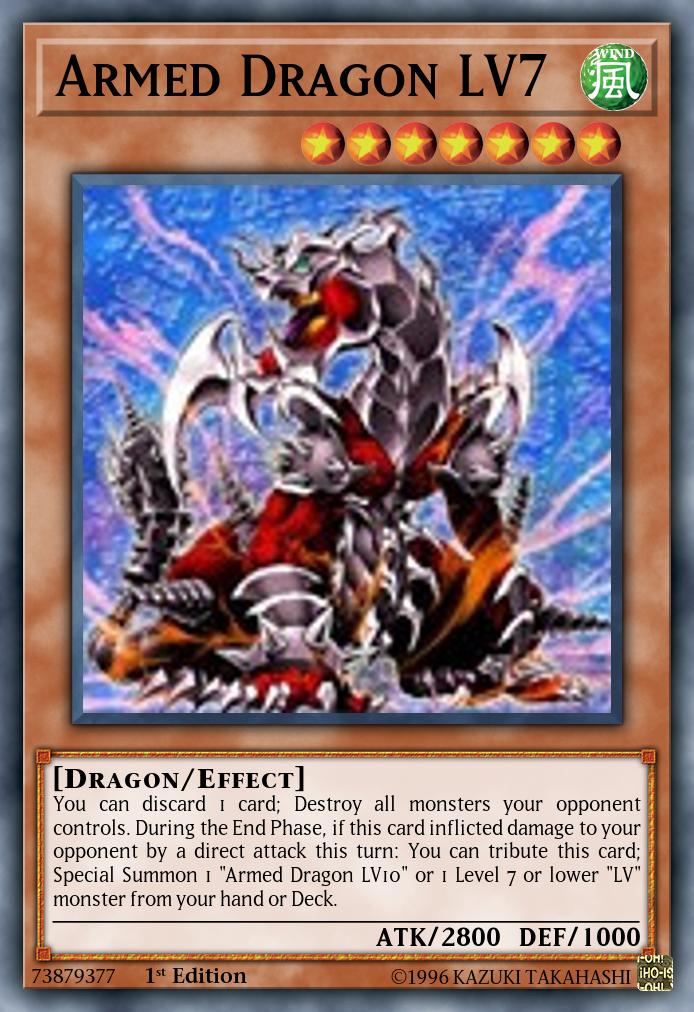 ARMED DRAGON LV7
WIND
風
[DRAGON/EFFECT]
You can discard 1 card; Destroy all monsters your opponent
controls. During the End Phase, if this card inflicted damage to your
opponent by a direct attack this turn: You can tribute this card;
Special Summon 1 "Armed Dragon LV10" or 1 Level 7 or lower "LV"
monster from your hand or Deck.
ATK/2800 DEF/1000
73879377 1st Edition ©1996 KAZUKI TAKAHASHI